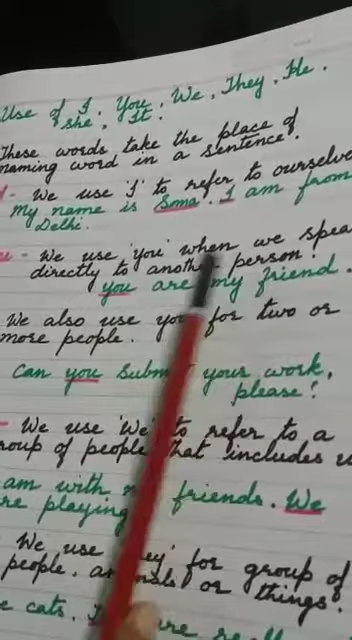 Use of I, You, We, They, He.
She, It.
These words take the place of
naming word in a sentence.
- We use 'I' to refer to ourselve
My name is Soma. I am from
Delhi.
- We use 'you' when we spea
directly to another person.
you are my friend.
We also use you for two or
more people.
Can you submit your work,
please?
- We use 'We' to refer to a
roup of people that includes u
am with friends. We
re playing
We use hey' for group of
people, animals or things.
e cats. are